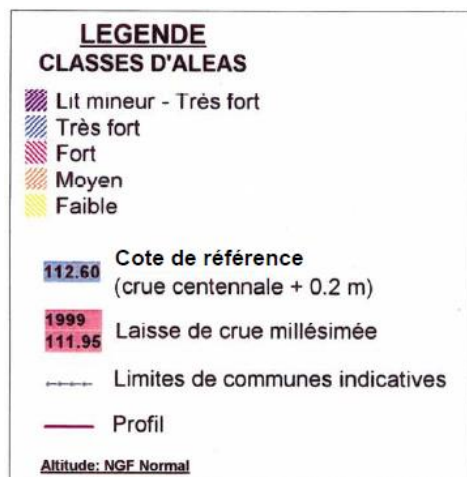 LEGENDE
CLASSES D'ALEAS
Lit mineur - Très fort
Très fort
Fort
Moyen
Faible
112.60 Cote de référence
(crue centennale + 0.2 m)
1999
111.95 Laisse de crue millésimée
Limites de communes indicatives
Profil
Altitude: NGF Normal